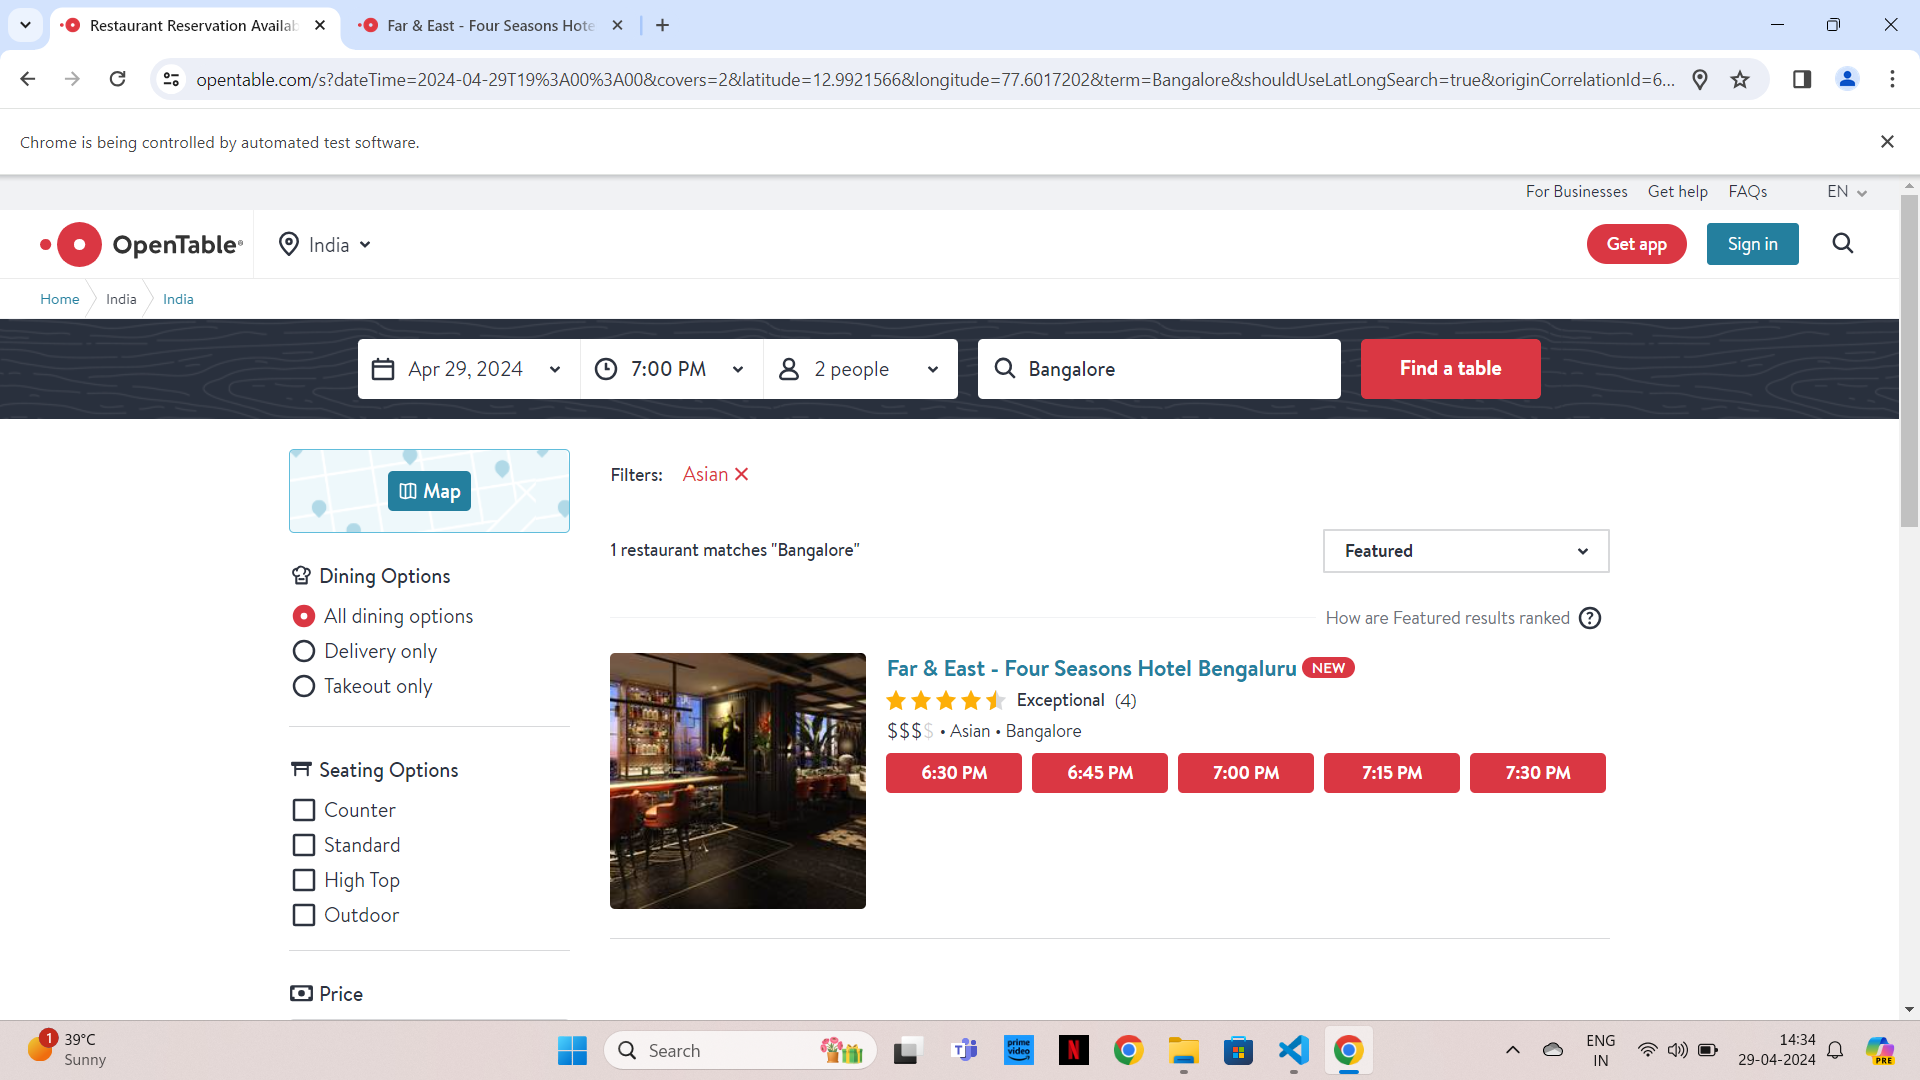 Restaurant Reservation Availab
Far & East - Four Seasons Hote
opentable.com/s?dateTime=2024-04-29T19%3A00%3A00&covers=2&latitude=12.9921566&longitude=77.6017202&term=Bangalore&shouldUseLatLongSearch=true&originCorrelationId=6...
Chrome is being controlled by automated test software.
For Businesses Get help FAQs EN
OpenTable® India Get app Sign in
Home India India
Apr 29, 2024 7:00 PM 2 people Bangalore Find a table
Map
Filters: Asian
1 restaurant matches "Bangalore"
Featured
How are Featured results ranked ?
Dining Options
All dining options
Delivery only
Takeout only
Seating Options
Counter
Standard
High Top
Outdoor
Price
Far & East - Four Seasons Hotel Bengaluru NEW
Exceptional (4)
$$$$ • Asian • Bangalore
6:30 PM 6:45 PM 7:00 PM 7:15 PM 7:30 PM
1
39°C
Sunny
Search
prime video
N
T
PRE
ENG
IN
14:34
29-04-2024